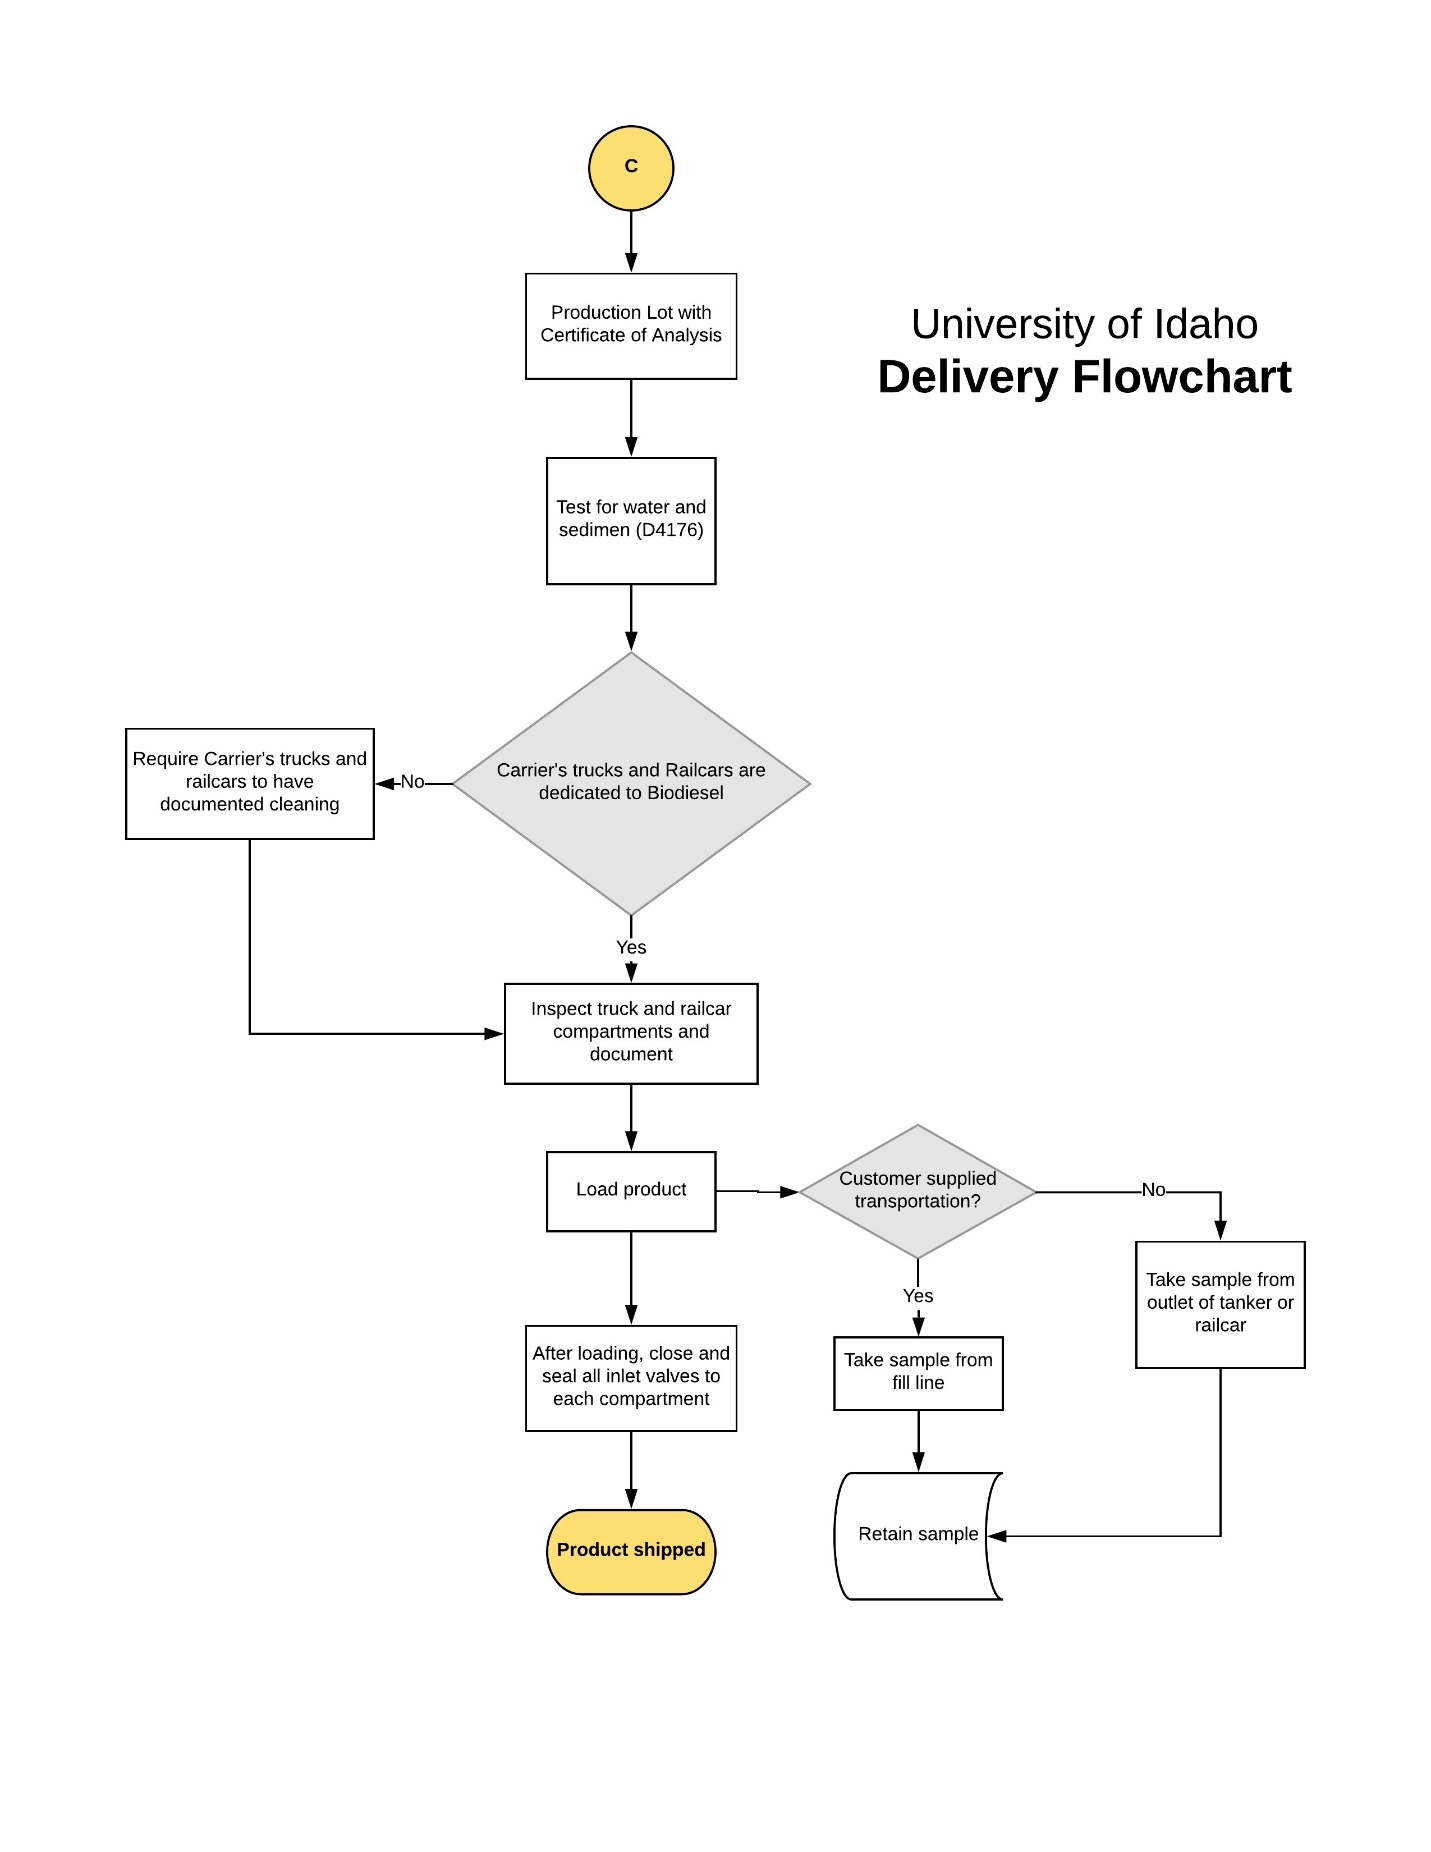 C
Production Lot with
Certificate of Analysis
University of Idaho
Delivery Flowchart
Test for water and
sedimen (D4176)
Carrier's trucks and Railcars are
dedicated to Biodiesel
No
Require Carrier's trucks and
railcars to have
documented cleaning
Yes
Inspect truck and railcar
compartments and
document
Load product
Customer supplied
transportation?
No
Take sample from
outlet of tanker or
railcar
Yes
Take sample from
fill line
After loading, close and
seal all inlet valves to
each compartment
Retain sample
Product shipped